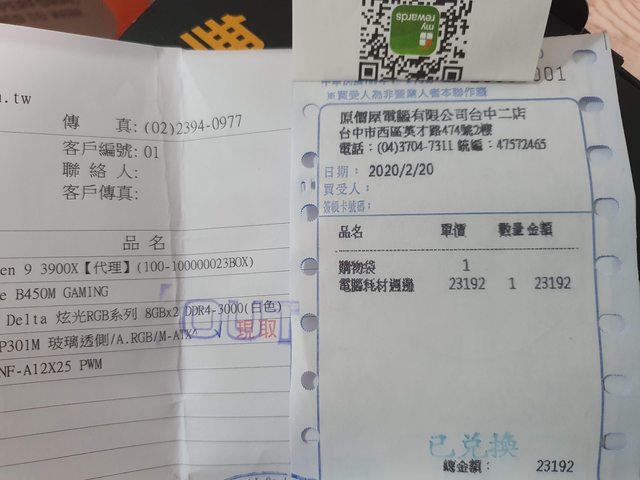 my
rewards
.tw
傳 真: (02)2394-0977
客戶編號: 01
聯 絡 人:
客戶傳真:
品 名
en 9 3900X【代理】(100-100000023BOX)
e B450M GAMING
Delta 炫光RGB系列 8GBx2 DDR4-3000(白色)
P301M 玻璃透側/A.RGB/M-ATX^
NF-A12X25 PWM
OUT
現取
001
※買受人為非營業人者本聯作廢
原價屋電腦有限公司台中二店
台中市西區英才路474號2樓
電話：(04)3704-7311 統編：47572465
日期： 2020/2/20
買受人：
簽帳卡號碼：
品名 單價 數量 金額
購物袋 1
電腦耗材週邊 23192 1 23192
已兌換
總金額： 23192